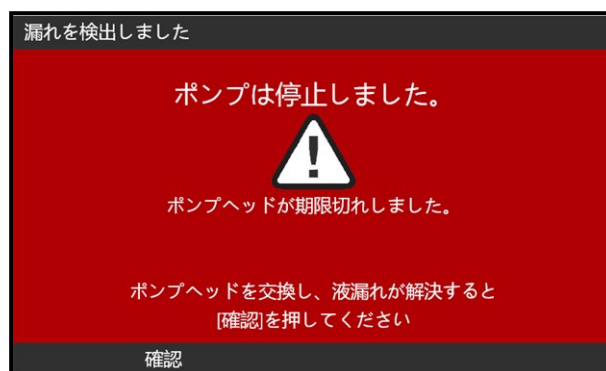 漏れを検出しました
ポンプは停止しました。
ポンプヘッドが期限切れしました。
ポンプヘッドを交換し、液漏れが解決すると
[確認]を押してください
確認